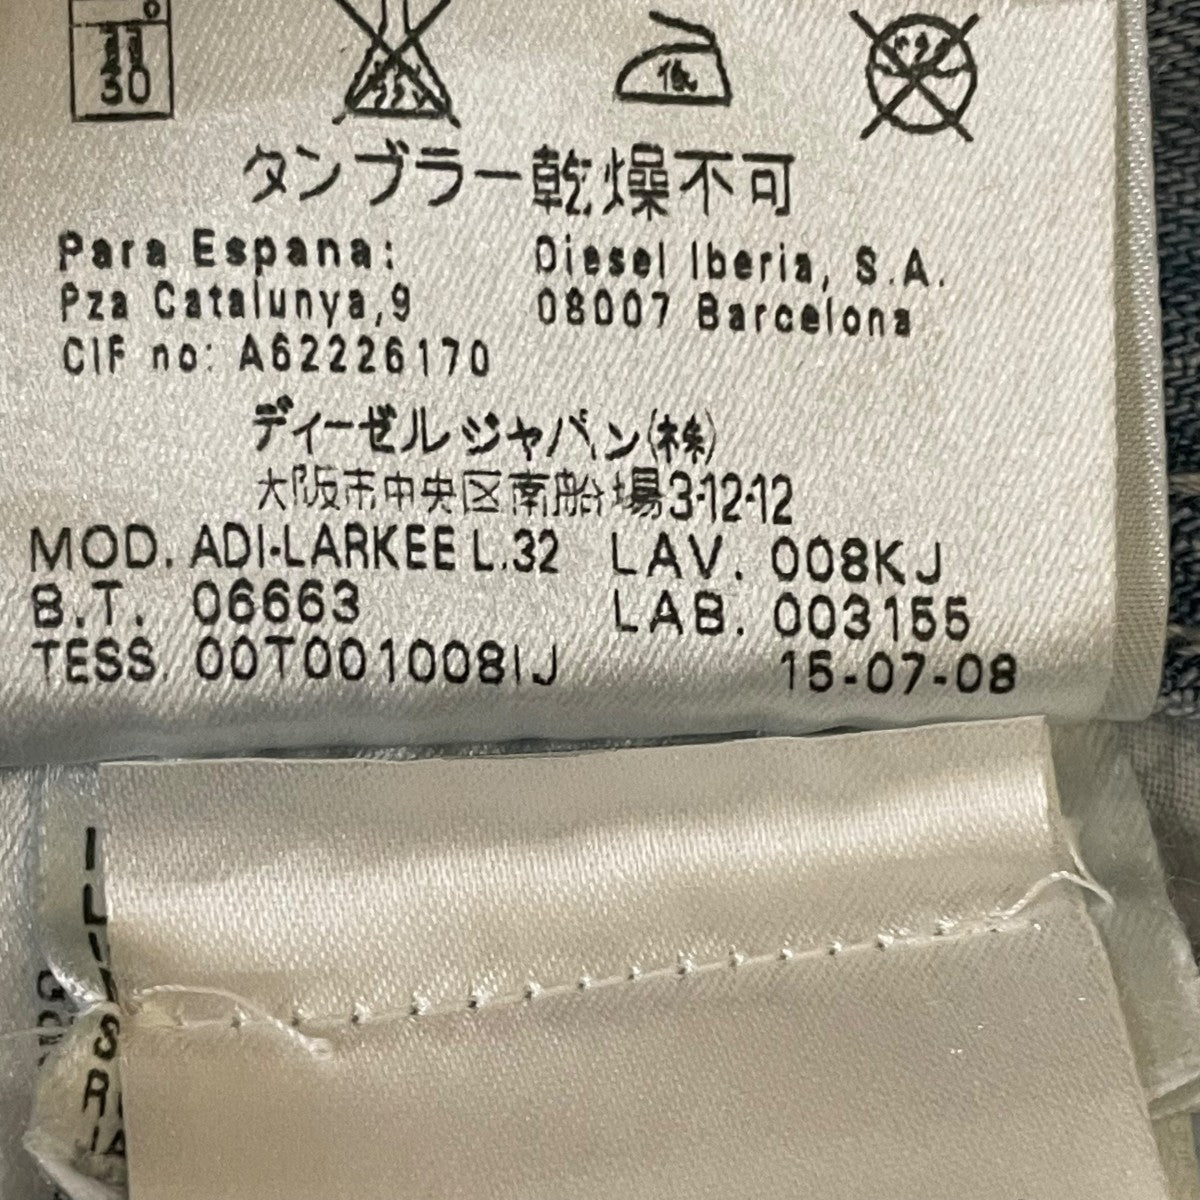 30
低
タンブラー乾燥不可
Para Espana: Diesel Iberia, S.A.
Pza Catalunya,9 08007 Barcelona
CIF no: A62226170
ディーゼルジャパン(株)
大阪市中央区南船場3-12-12
MOD. ADI-LARKEE L.32 LAV. 008KJ
B.T. 06663 LAB. 003155
TESS. 00T001008IJ 15-07-08